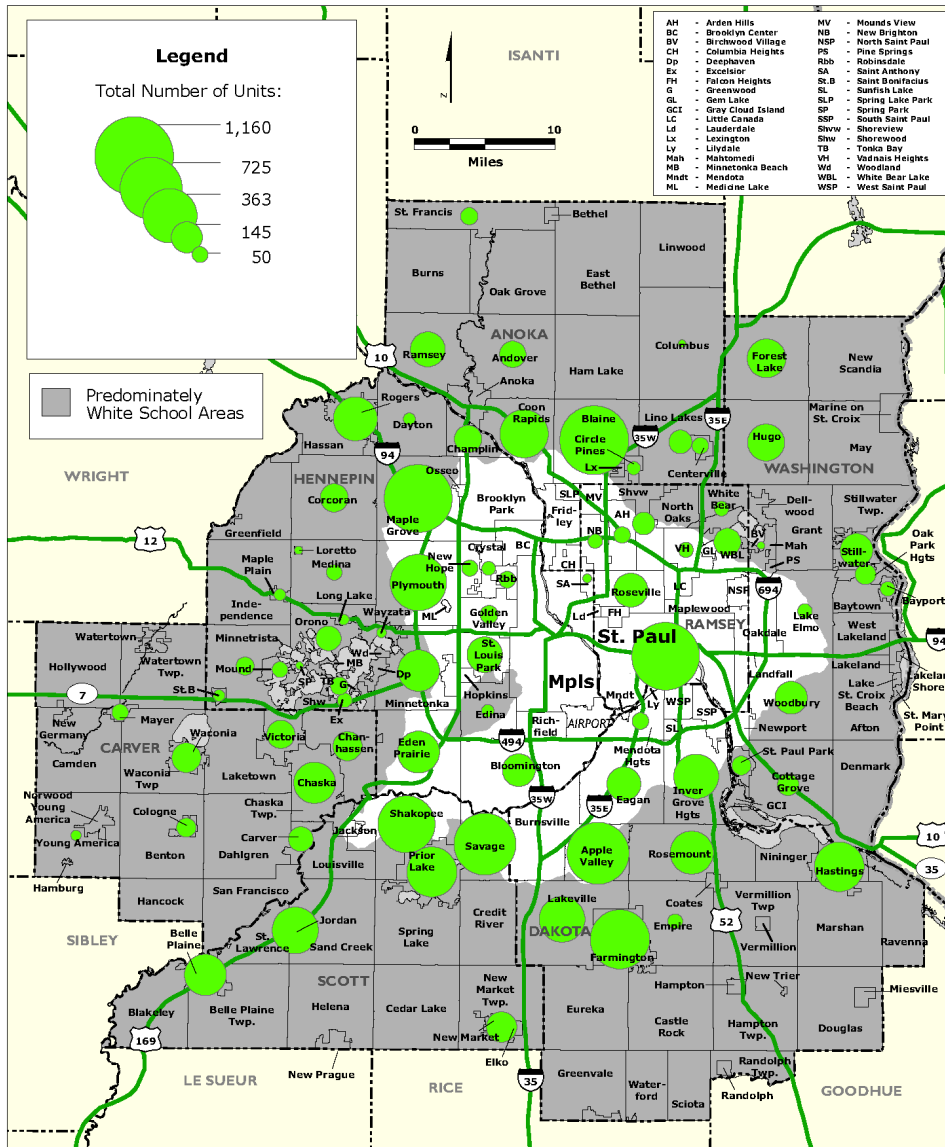 Legend
Total Number of Units:
1,160
725
363
145
50
Predominately
White School Areas
ISANTI
N
0
10
Miles
AH - Arden Hills
BC - Brooklyn Center
BV - Birchwood Village
CH - Columbia Heights
Dp - Deephaven
Ex - Excelsior
FH - Falcon Heights
G - Greenwood
GL - Gem Lake
GCI - Gray Cloud Island
LC - Little Canada
Ld - Lauderdale
Lx - Lexington
Ly - Lilydale
Mah - Mahtomedi
MB - Minnetonka Beach
Mndt - Mendota
ML - Medicine Lake
MV - Mounds View
NB - New Brighton
NSP - North Saint Paul
PS - Pine Springs
Rbb - Robinsdale
SA - Saint Anthony
St.B - Saint Bonifacius
SL - Sunfish Lake
SLP - Spring Lake Park
SP - Spring Park
SSP - South Saint Paul
Shvw - Shoreview
Shw - Shorewood
TB - Tonka Bay
VH - Vadnais Heights
Wd - Woodland
WBL - White Bear Lake
WSP - West Saint Paul
St. Francis
Bethel
Linwood
Burns
East
Bethel
Oak Grove
ANOKA
10
Ramsey
Andover
Columbus
Forest
Lake
New
Scandia
Anoka
Ham Lake
Rogers
Dayton
Coon
Rapids
Blaine
Lino Lakes
35E
Marine on
St. Croix
Hassan
Champlin
Circle
Pines
35W
Hugo
May
94
Lx
Centerville
WRIGHT
WASHINGTON
Osseo
HENNEPIN
Corcoran
Brooklyn
Park
SLP
MV
Shvw
North
Oaks
White
Bear
Dell-
wood
Stillwater
Twp.
Maple
Grove
Frid-
ley
AH
Greenfield
Grant
Oak
Park
Hgts
12
NB
VH
GL
WBL
BV
Mah
Still-
water
Loretto
Medina
Maple
Plain
New
Hope
Crystal
BC
CH
PS
Plymouth
Rbb
SA
Roseville
LC
NSP
694
Bayport
Long Lake
Wayzata
ML
Golden
Valley
Ld
FH
Maplewood
Lake
Elmo
Baytown
Inde-
pendence
Orono
St. Paul
RAMSEY
Oakdale
West
Lakeland
Minnetrista
94
Watertown
Hollywood
Watertown
Twp.
Wd
MB
St.
Louis
Park
Mound
SP
TB
G
Dp
Mpls
Lakeland
Lakeland
Shore
7
St.B
Shw
Minnetonka
Hopkins
Mndt
Ly
WSP
SSP
Landfall
Lake
St. Croix
Beach
Woodbury
Ex
Edina
Rich-
field
AIRPORT
St. Mary
Point
New
Germany
Mayer
Waconia
Victoria
Chan-
hassen
Eden
Prairie
494
SL
Newport
Afton
Camden
CARVER
Mendota
Hgts
St. Paul Park
Waconia
Twp
Laketown
Chaska
Bloomington
Eagan
Inver
Grove
Hgts
Cottage
Grove
Denmark
Norwood
Young
America
Cologne
Chaska
Twp.
35W
35E
GCI
Young America
Carver
Jackson
Shakopee
Burnsville
10
Benton
Dahlgren
Louisville
Prior
Lake
Savage
Apple
Valley
Rosemount
Nininger
35
Hamburg
Hastings
Hancock
San Francisco
Coates
Vermillion
Twp
SIBLEY
Belle
Plaine
St.
Lawrence
Jordan
Sand Creek
Spring
Lake
Credit
River
Lakeville
DAKOTA
Empire
52
Vermillion
Marshan
Ravenna
Farmington
SCOTT
New
Market
Twp.
New Trier
Hampton
Miesville
Blakeley
Belle Plaine
Twp.
Helena
Cedar Lake
Eureka
Castle
Rock
Hampton
Twp.
Douglas
New Market
Elko
169
New Prague
LE SUEUR
RICE
35
Greenvale
Water-
ford
Sciota
Randolph
Twp.
Randolph
GOODHUE